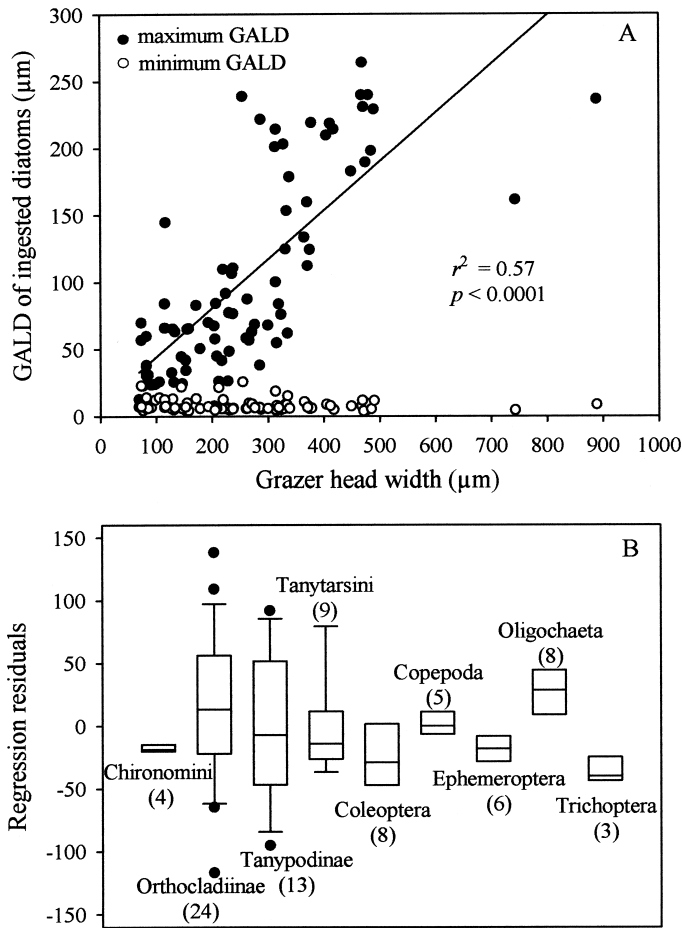 A
maximum GALD
minimum GALD
GALD of ingested diatoms (µm)
300
250
200
150
100
50
0
r² = 0.57
p < 0.0001
0 100 200 300 400 500 600 700 800 900 1000
Grazer head width (µm)
B
Regression residuals
150
100
50
0
-50
-100
-150
Chironomini
(4)
Orthocladiinae
(24)
Tanypodinae
(13)
Tanytarsini
(9)
Coleoptera
(8)
Copepoda
(5)
Ephemeroptera
(6)
Oligochaeta
(8)
Trichoptera
(3)